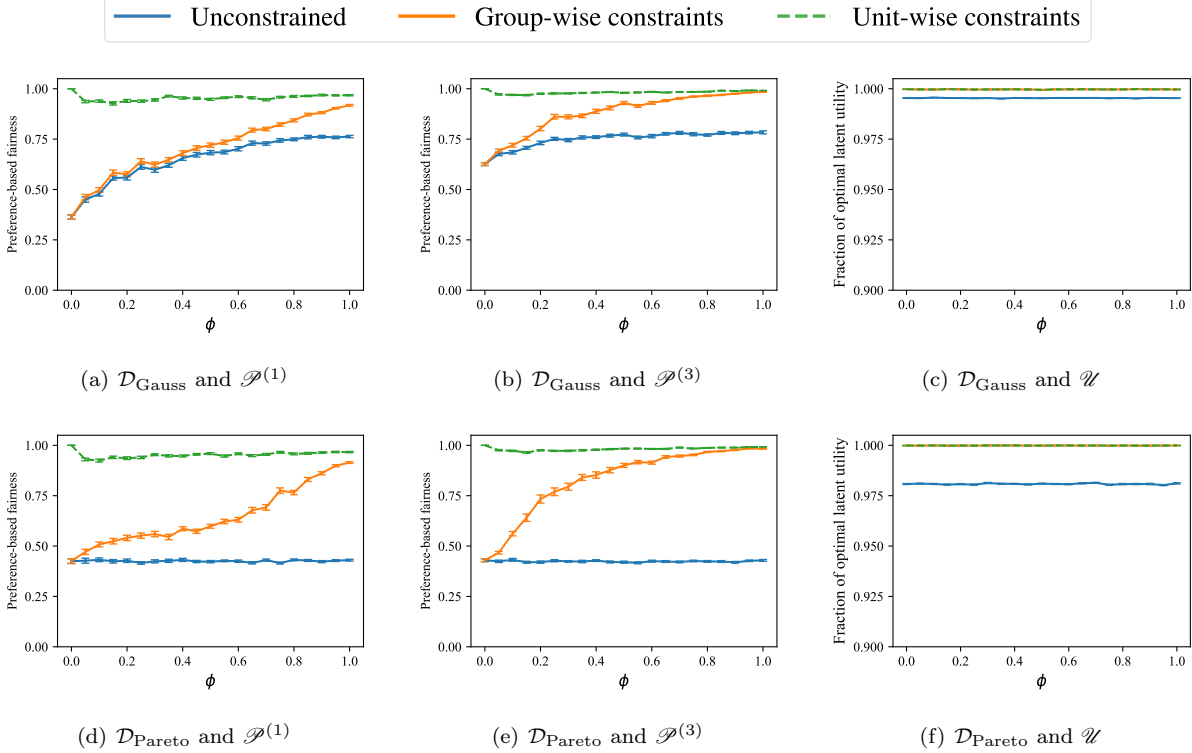 Unconstrained Group-wise constraints Unit-wise constraints
1.00 0.75 0.50 0.25 0.00
Preference-based fairness
0.0 0.2 0.4 0.6 0.8 1.0
ϕ
(a) 𝒟Gauss and 𝒫(1)
1.00 0.75 0.50 0.25 0.00
Preference-based fairness
0.0 0.2 0.4 0.6 0.8 1.0
ϕ
(b) 𝒟Gauss and 𝒫(3)
1.000 0.975 0.950 0.925 0.900
Fraction of optimal latent utility
0.0 0.2 0.4 0.6 0.8 1.0
ϕ
(c) 𝒟Gauss and 𝒰
1.00 0.75 0.50 0.25 0.00
Preference-based fairness
0.0 0.2 0.4 0.6 0.8 1.0
ϕ
(d) 𝒟Pareto and 𝒫(1)
1.00 0.75 0.50 0.25 0.00
Preference-based fairness
0.0 0.2 0.4 0.6 0.8 1.0
ϕ
(e) 𝒟Pareto and 𝒫(3)
1.000 0.975 0.950 0.925 0.900
Fraction of optimal latent utility
0.0 0.2 0.4 0.6 0.8 1.0
ϕ
(f) 𝒟Pareto and 𝒰